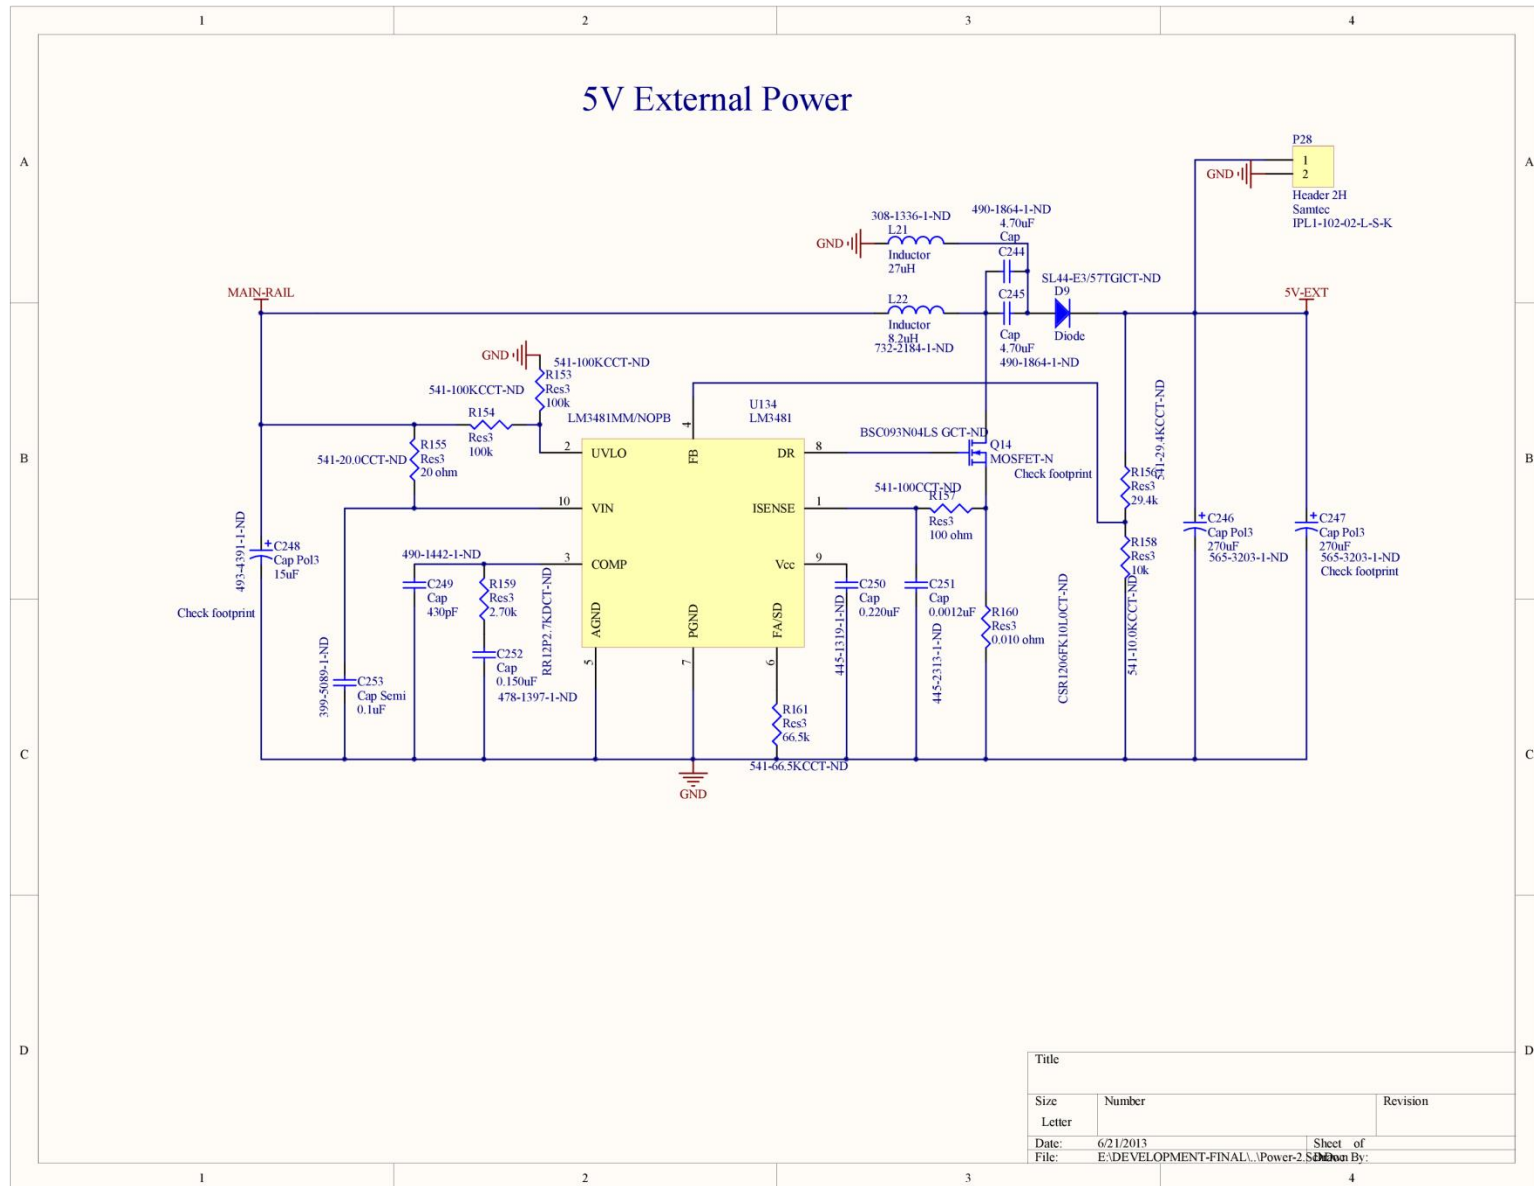 1 2 3 4
5V External Power
A
A
P28
1
2
GND
Header 2H
Samtec
IPL1-102-02-L-S-K
308-1336-1-ND
L21
GND
Inductor
27uH
490-1864-1-ND
4.70uF
Cap
C244
SL44-E3/57TGICT-ND
D9
Diode
MAIN-RAIL
L22
Inductor
8.2uH
732-2184-1-ND
C245
Cap
4.70uF
490-1864-1-ND
5V-EXT
GND
541-100KCCT-ND
R153
Res3
100k
541-100KCCT-ND
R154
Res3
100k
LM3481MM/NOPB
U134
LM3481
B
B
541-20.0CCT-ND
R155
Res3
20 ohm
2
UVLO
4
FB
DR
8
BSC093N04LS GCT-ND
Q14
MOSFET-N
Check footprint
541-29.4KCCT-ND
R156
Res3
29.4k
10
VIN
ISENSE
1
541-100CCT-ND
R157
Res3
100 ohm
493-4391-1-ND
C248
Cap Pol3
15uF
Check footprint
C246
Cap Pol3
270uF
565-3203-1-ND
C247
Cap Pol3
270uF
565-3203-1-ND
Check footprint
R158
Res3
10k
541-10.0KCCT-ND
490-1442-1-ND
C249
Cap
430pF
R159
Res3
2.70k
RR12P2.7KDCT-ND
3
COMP
Vcc
9
AGND
PGND
FA/SD
5
7
6
C250
Cap
0.220uF
445-1319-1-ND
C251
Cap
0.0012uF
445-2313-1-ND
R160
Res3
0.010 ohm
CSR1206FK10L0CT-ND
C252
Cap
0.150uF
478-1397-1-ND
399-5089-1-ND
C253
Cap Semi
0.1uF
R161
Res3
66.5k
541-66.5KCCT-ND
GND
C
C
D
D
Title
Size
Number
Revision
Letter
Date:
6/21/2013
Sheet of
File:
E:\DEVELOPMENT-FINAL\..\Power-2.
By:
1 2 3 4